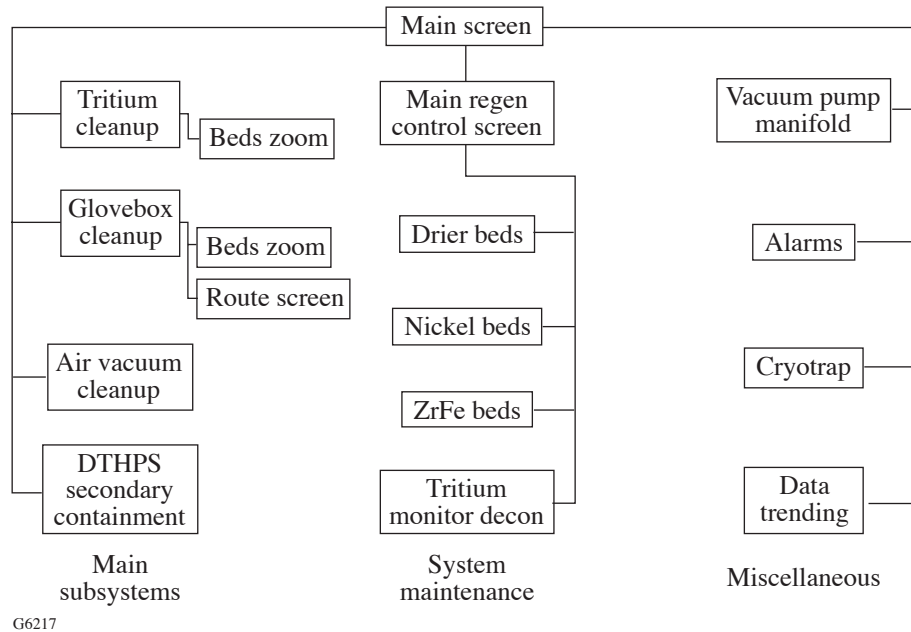 Main screen
Tritium
cleanup
Beds zoom
Glovebox
cleanup
Beds zoom
Route screen
Air vacuum
cleanup
DTHPS
secondary
containment
Main
subsystems
Main regen
control screen
Drier beds
Nickel beds
ZrFe beds
Tritium
monitor decon
System
maintenance
Vacuum pump
manifold
Alarms
Cryotrap
Data
trending
Miscellaneous
G6217